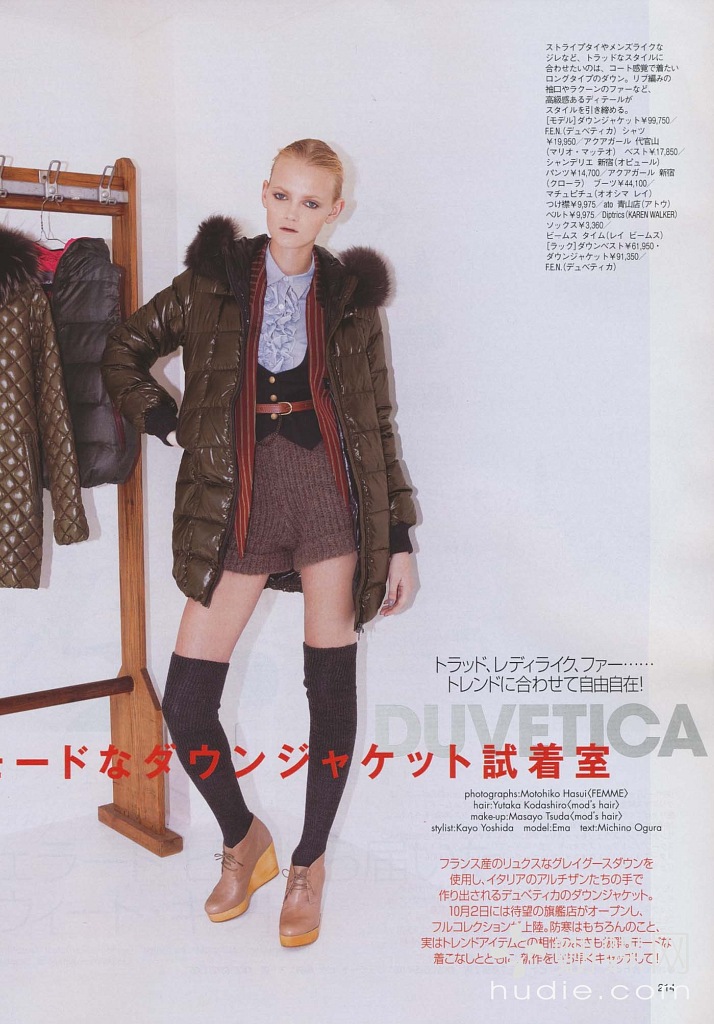 ストライプタイやメンズライクな
ジレなど、トラッドなスタイルに
合わせたいのは、コート感覚で着たい
ロングタイプのダウン。リブ編みの
袖口やラクーンのファーなど、
高級感あるディテールが
スタイルを引き締める。
[モデル]ダウンジャケット¥99,750／
F.E.N.(デュベティカ) シャツ
¥19,950／アクアガール 代官山
(マリオ・マッテオ) ベスト¥17,850／
シャンデリエ 新宿(オピュール)
パンツ¥14,700／アクアガール 新宿
(クローラ) ブーツ¥44,100／
マチュピチュ(オオシマ レイ)
つけ襟¥9,975／ato 青山店(アトウ)
ベルト¥9,975／Diptrics(KAREN WALKER)
ソックス¥3,360／
ビームス タイム(レイ ビームス)
[ラック]ダウンベスト¥61,950・
ダウンジャケット¥91,350／
F.E.N.(デュベティカ)
トラッド、レディライク、ファー……
トレンドに合わせて自由自在!
DUVETICA
モードなダウンジャケット試着室
photographs:Motohiko Hasui〈FEMME〉
hair:Yutaka Kodashiro〈mod's hair〉
make-up:Masayo Tsuda〈mod's hair〉
stylist:Kayo Yoshida model:Ema text:Michino Ogura
フランス産のリュクスなグレイグースダウンを
使用し、イタリアのアルチザンたちの手で
作り出されるデュベティカのダウンジャケット。
10月2日には待望の旗艦店がオープンし、
フルコレクションが上陸。防寒はもちろんのこと、
実はトレンドアイテムとの相性のよさも
着こなしとともに キャッチして!
hudie.com